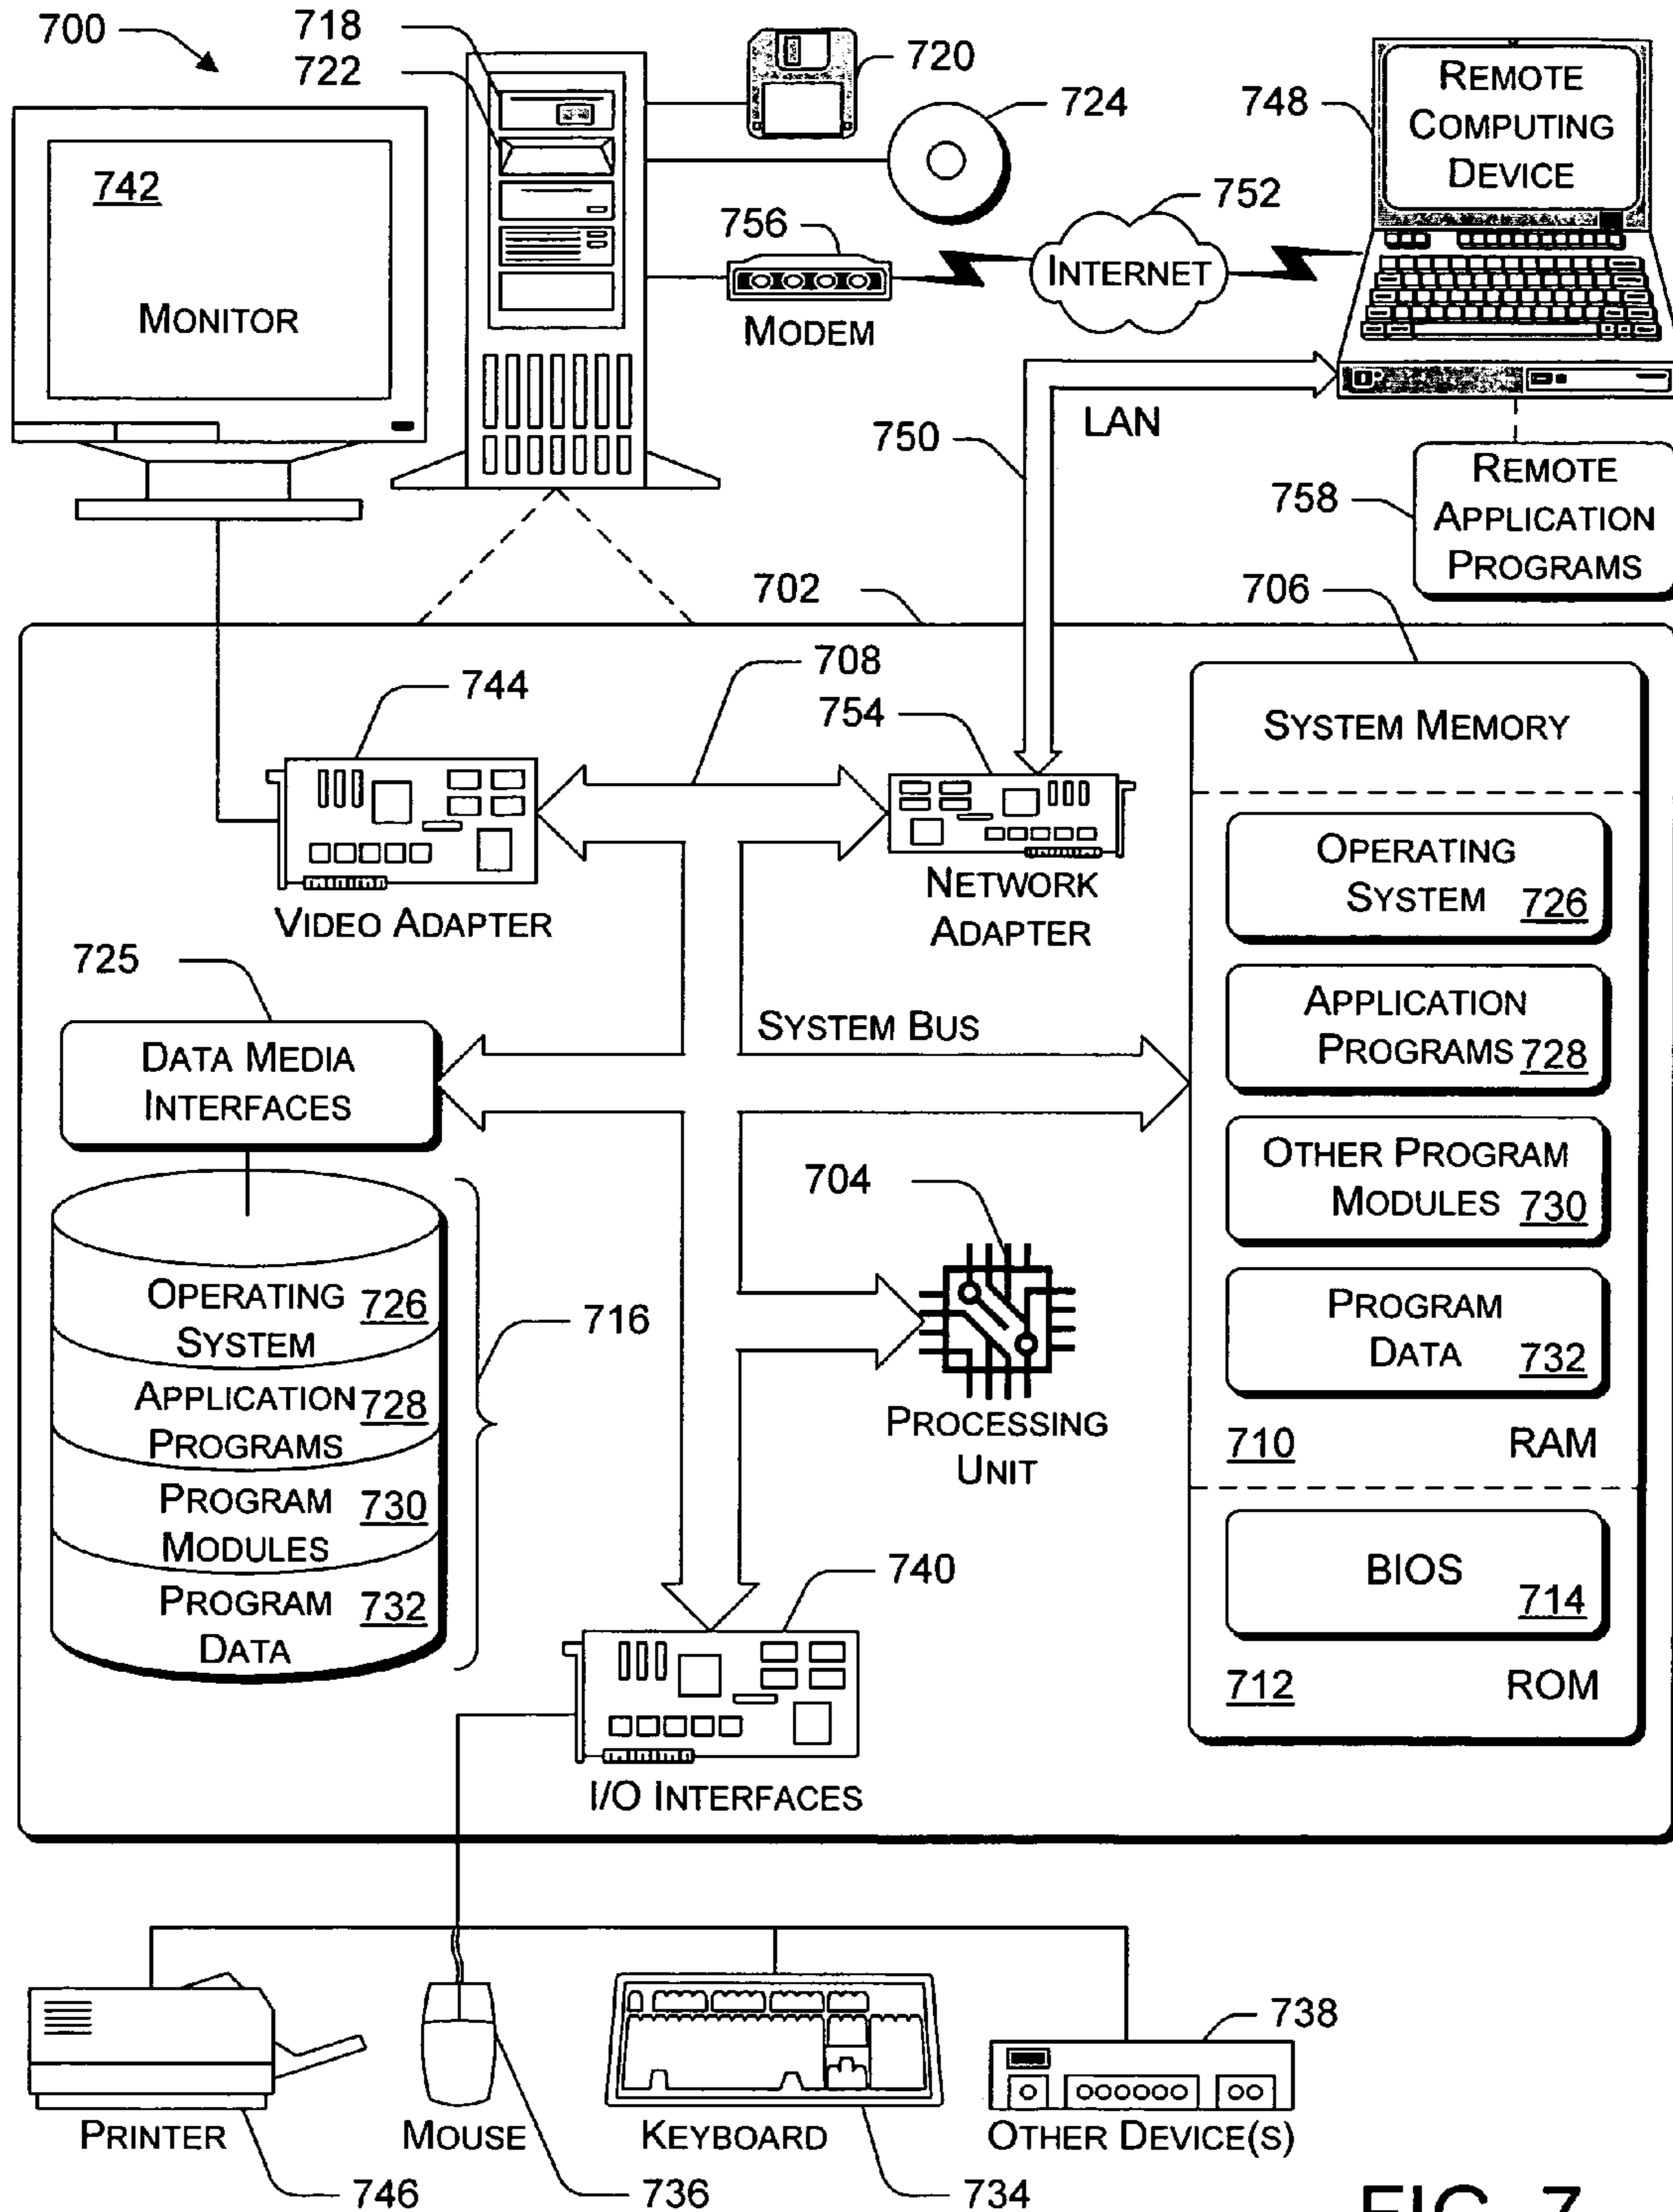 700
718
722
720
724
748
REMOTE
COMPUTING
DEVICE
742
MONITOR
756
MODEM
752
INTERNET
750
LAN
758
REMOTE
APPLICATION
PROGRAMS
702
706
708
744
754
VIDEO ADAPTER
NETWORK
ADAPTER
SYSTEM MEMORY
OPERATING
SYSTEM 726
APPLICATION
PROGRAMS 728
OTHER PROGRAM
MODULES 730
PROGRAM
DATA 732
710 RAM
BIOS
714
712 ROM
725
DATA MEDIA
INTERFACES
SYSTEM BUS
704
PROCESSING
UNIT
OPERATING 726
SYSTEM
APPLICATION 728
PROGRAMS
PROGRAM 730
MODULES
PROGRAM 732
DATA
716
740
I/O INTERFACES
PRINTER
746
MOUSE
736
KEYBOARD
734
738
OTHER DEVICE(S)
FIG. 7